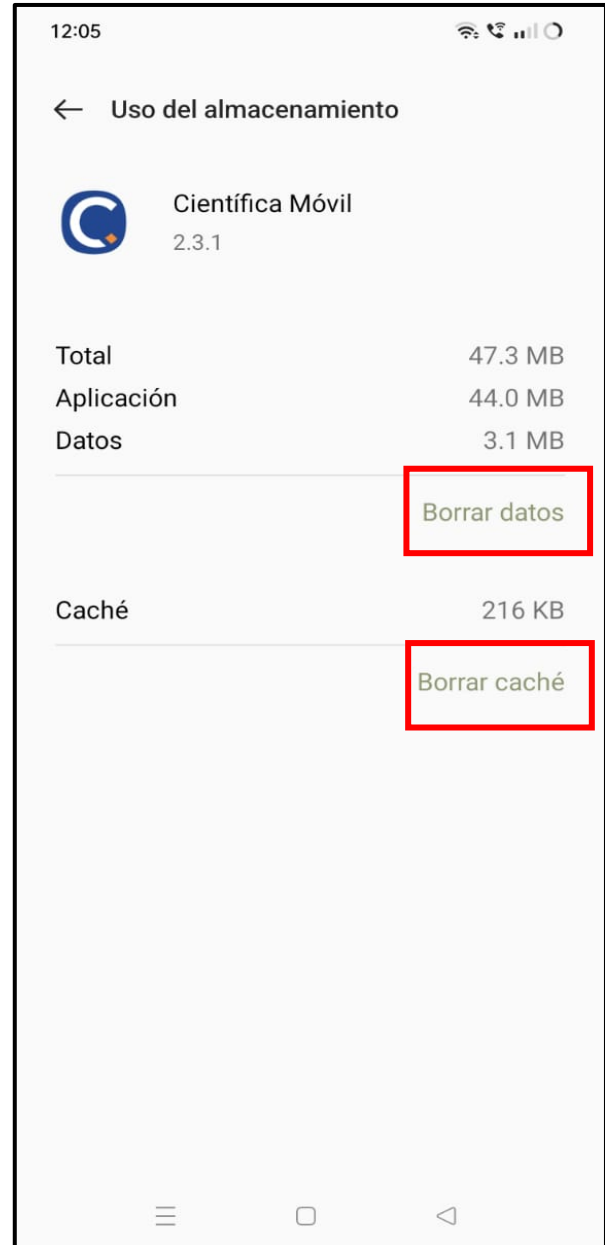 12:05
Uso del almacenamiento
Científica Móvil
2.3.1
Total 47.3 MB
Aplicación 44.0 MB
Datos 3.1 MB
Borrar datos
Caché 216 KB
Borrar caché